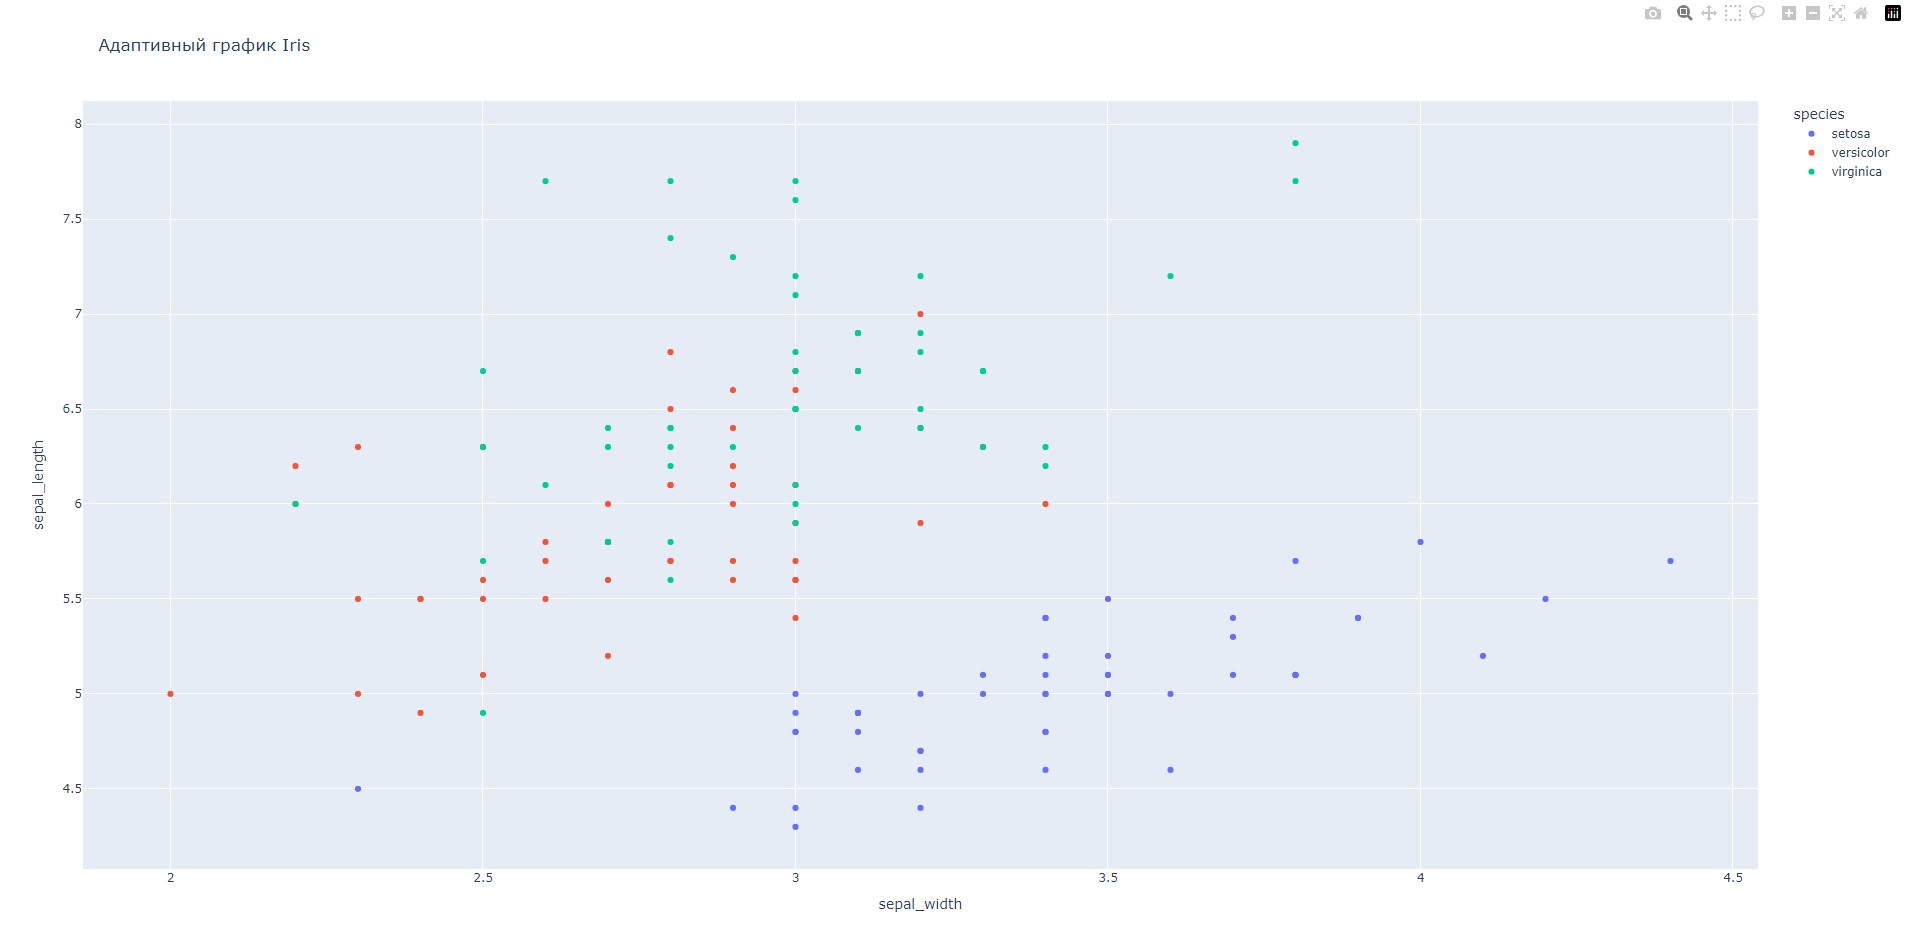 Адаптивный график Iris
species
setosa
versicolor
virginica
sepal_length
8
7.5
7
6.5
6
5.5
5
4.5
2 2.5 3 3.5 4 4.5
sepal_width